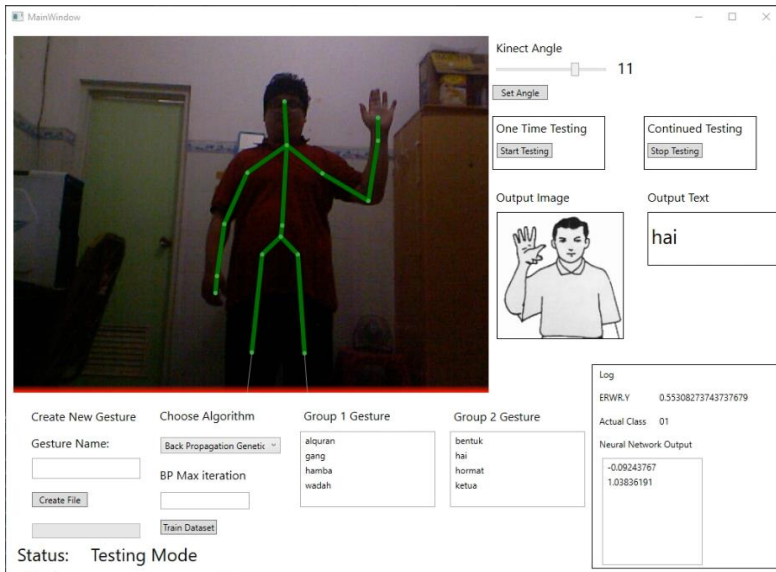 MainWindow
Kinect Angle
11
Set Angle
One Time Testing
Start Testing
Continued Testing
Stop Testing
Output Image
Output Text
hai
Log
ERWR.Y 0.55308273743737679
Actual Class 01
Neural Network Output
-0.09243767
1.03836191
Create New Gesture
Gesture Name:
Create File
Choose Algorithm
Back Propagation Genetic
BP Max iteration
Train Dataset
Group 1 Gesture
alquran
gang
hamba
wadah
Group 2 Gesture
bentuk
hai
hormat
ketua
Status: Testing Mode